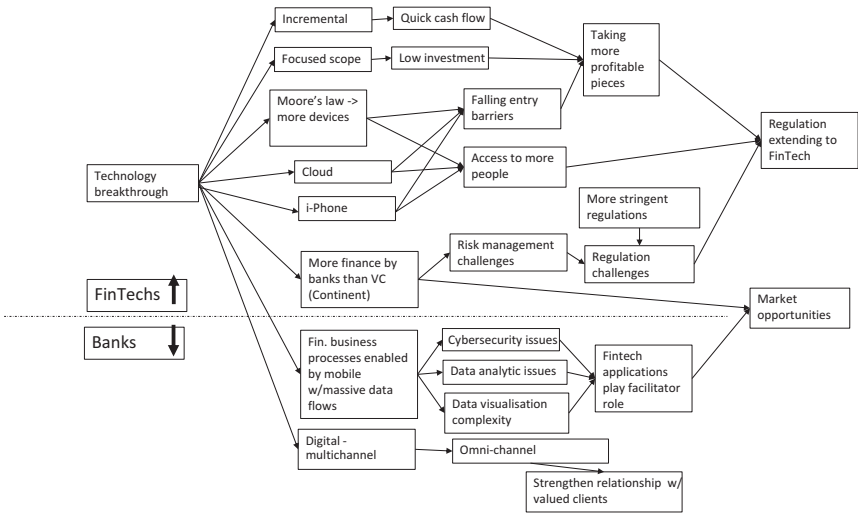 Incremental
Quick cash flow
Taking
more
profitable
pieces
Focused scope
Low investment
Moore's law ->
more devices
Falling entry
barriers
Regulation
extending to
FinTech
Technology
breakthrough
Cloud
Access to more
people
i-Phone
More stringent
regulations
More finance by
banks than VC
(Continent)
Risk management
challenges
Regulation
challenges
FinTechs
Market
opportunities
Banks
Fin. business
processes enabled
by mobile
w/massive data
flows
Cybersecurity issues
Data analytic issues
Data visualisation
complexity
Fintech
applications
play facilitator
role
Digital -
multichannel
Omni-channel
Strengthen relationship w/
valued clients